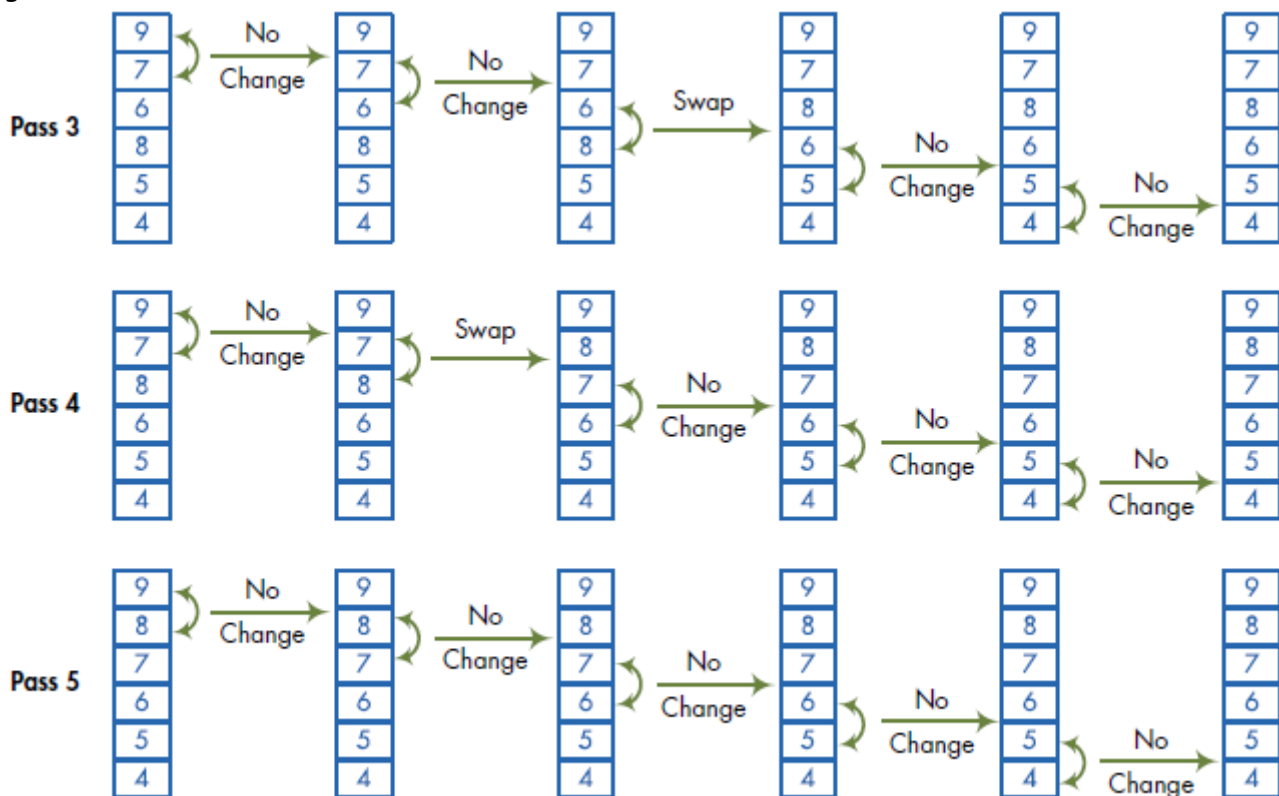 Pass 3
9 No 9 9 9 9 9
7 Change 7 No 7 7 7 7
6 6 Change 6 Swap 8 8 8
8 8 8 6 No 6 6
5 5 5 5 Change 5 No 5
4 4 4 4 4 Change 4
Pass 4
9 No 9 9 9 9 9
7 Change 7 Swap 8 8 8 8
8 8 7 No 7 7 7
6 6 6 Change 6 No 6 6
5 5 5 5 Change 5 No 5
4 4 4 4 4 Change 4
Pass 5
9 No 9 9 9 9 9
8 Change 8 No 8 8 8 8
7 7 Change 7 No 7 7 7
6 6 6 Change 6 No 6 6
5 5 5 5 Change 5 No 5
4 4 4 4 4 Change 4